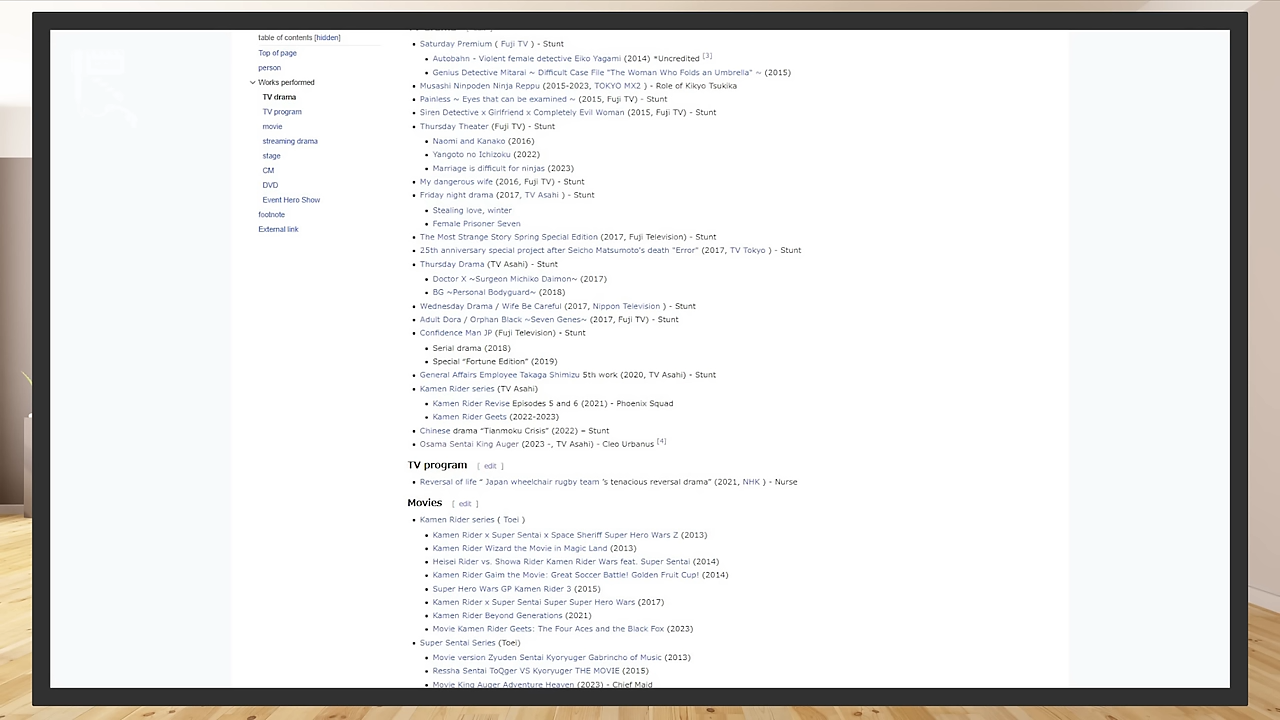 table of contents [hidden]
Top of page
person
Works performed
TV drama
TV program
movie
streaming drama
stage
CM
DVD
Event Hero Show
footnote
External link
• Saturday Premium ( Fuji TV ) - Stunt
• Autobahn - Violent female detective Eiko Yagami (2014) *Uncredited [3]
• Genius Detective Mitarai ~ Difficult Case File "The Woman Who Folds an Umbrella" ~ (2015)
• Musashi Ninpoden Ninja Reppu (2015-2023, TOKYO MX2 ) - Role of Kikyo Tsukika
• Painless ~ Eyes that can be examined ~ (2015, Fuji TV) - Stunt
• Siren Detective x Girlfriend x Completely Evil Woman (2015, Fuji TV) - Stunt
• Thursday Theater (Fuji TV) - Stunt
• Naomi and Kanako (2016)
• Yangoto no Ichizoku (2022)
• Marriage is difficult for ninjas (2023)
• My dangerous wife (2016, Fuji TV) - Stunt
• Friday night drama (2017, TV Asahi ) - Stunt
• Stealing love, winter
• Female Prisoner Seven
• The Most Strange Story Spring Special Edition (2017, Fuji Television) - Stunt
• 25th anniversary special project after Seicho Matsumoto's death "Error" (2017, TV Tokyo ) - Stunt
• Thursday Drama (TV Asahi) - Stunt
• Doctor X ~Surgeon Michiko Daimon~ (2017)
• BG ~Personal Bodyguard~ (2018)
• Wednesday Drama / Wife Be Careful (2017, Nippon Television ) - Stunt
• Adult Dora / Orphan Black ~Seven Genes~ (2017, Fuji TV) - Stunt
• Confidence Man JP (Fuji Television) - Stunt
• Serial drama (2018)
• Special "Fortune Edition" (2019)
• General Affairs Employee Takaga Shimizu 5th work (2020, TV Asahi) - Stunt
• Kamen Rider series (TV Asahi)
• Kamen Rider Revise Episodes 5 and 6 (2021) - Phoenix Squad
• Kamen Rider Geets (2022-2023)
• Chinese drama "Tianmoku Crisis" (2022) = Stunt
• Osama Sentai King Auger (2023 -, TV Asahi) - Cleo Urbanus [4]
TV program [ edit ]
• Reversal of life " Japan wheelchair rugby team 's tenacious reversal drama" (2021, NHK ) - Nurse
Movies [ edit ]
• Kamen Rider series ( Toei )
• Kamen Rider x Super Sentai x Space Sheriff Super Hero Wars Z (2013)
• Kamen Rider Wizard the Movie in Magic Land (2013)
• Heisei Rider vs. Showa Rider Kamen Rider Wars feat. Super Sentai (2014)
• Kamen Rider Gaim the Movie: Great Soccer Battle! Golden Fruit Cup! (2014)
• Super Hero Wars GP Kamen Rider 3 (2015)
• Kamen Rider x Super Sentai Super Super Hero Wars (2017)
• Kamen Rider Beyond Generations (2021)
• Movie Kamen Rider Geets: The Four Aces and the Black Fox (2023)
• Super Sentai Series (Toei)
• Movie version Zyuden Sentai Kyoryuger Gabrincho of Music (2013)
• Ressha Sentai ToQger VS Kyoryuger THE MOVIE (2015)
• Movie King Auger Adventure Heaven (2023) - Chief Maid